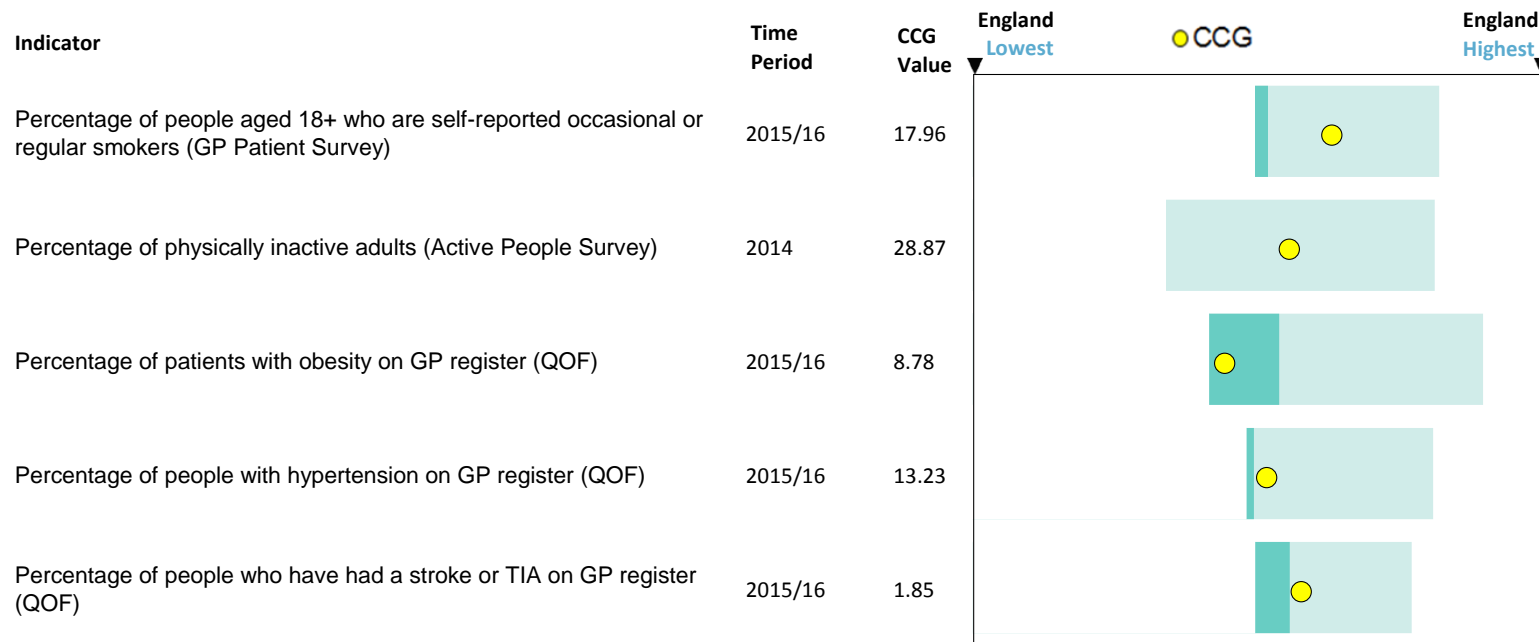 Indicator
Time
Period
CCG
Value
England
Lowest
CCG
England
Highest
Percentage of people aged 18+ who are self-reported occasional or
regular smokers (GP Patient Survey)
2015/16
17.96
Percentage of physically inactive adults (Active People Survey)
2014
28.87
Percentage of patients with obesity on GP register (QOF)
2015/16
8.78
Percentage of people with hypertension on GP register (QOF)
2015/16
13.23
Percentage of people who have had a stroke or TIA on GP register
(QOF)
2015/16
1.85